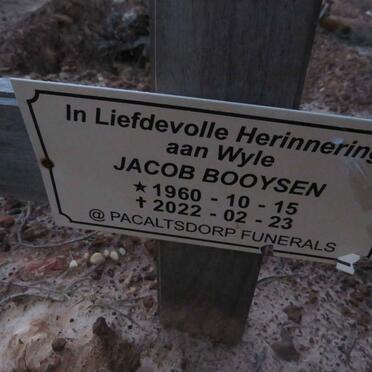 In Liefdevolle Herinnering
aan Wyle
JACOB BOOYSEN
★ 1960 - 10 - 15
✝ 2022 - 02 - 23
@ PACALTSDORP FUNERALS